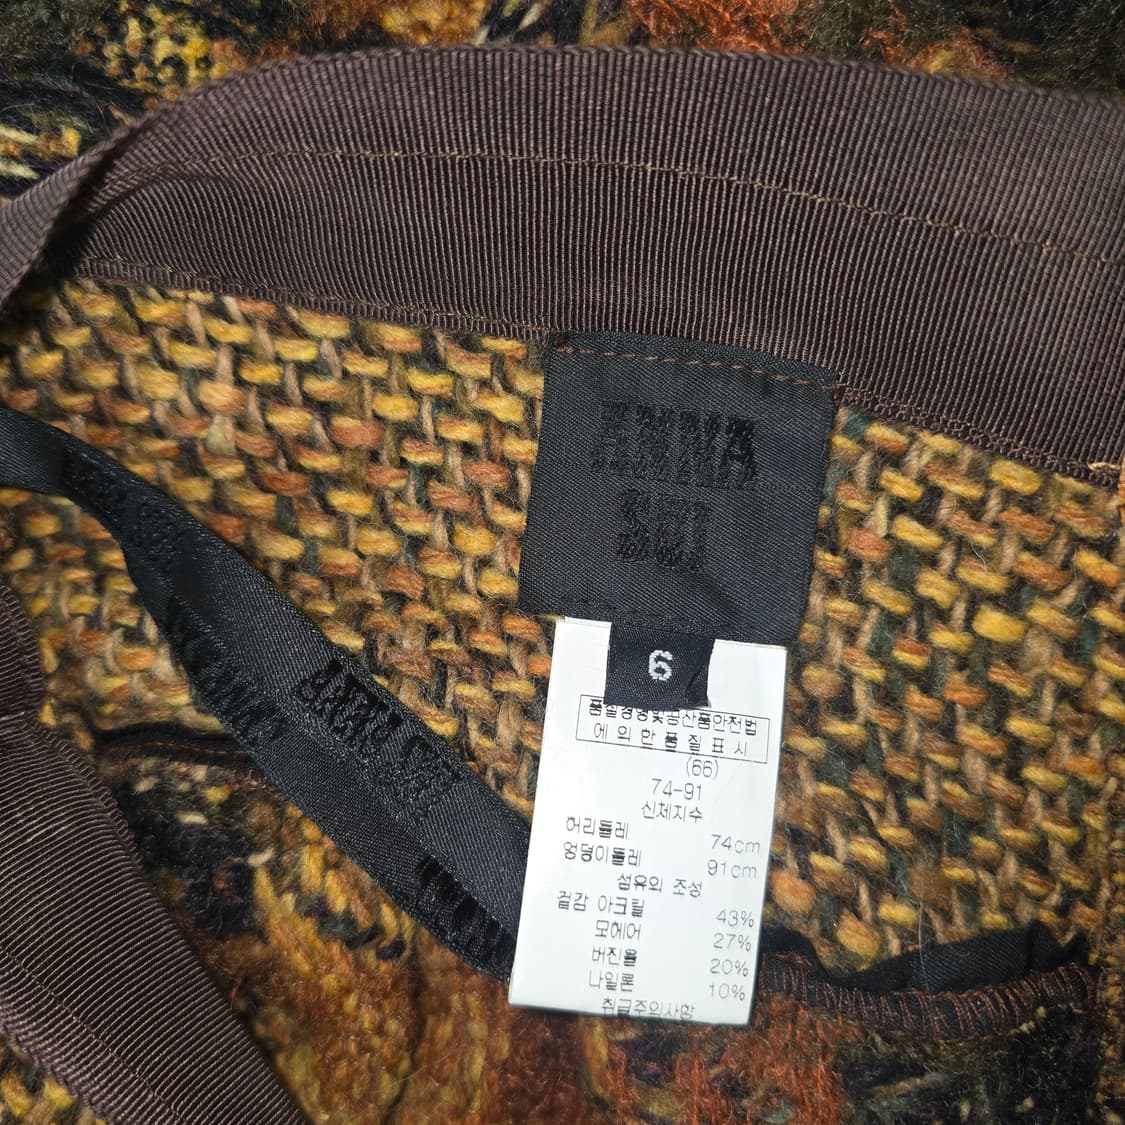 ANNA
SUI
6
품질경영및공산품안전법
에 의 한 품 질 표 시
(66)
74-91
신체지수
허리둘레 74cm
엉덩이둘레 91cm
섬유의 조성
겉감 아크릴 43%
모헤어 27%
버진울 20%
나일론 10%
취급주의사항